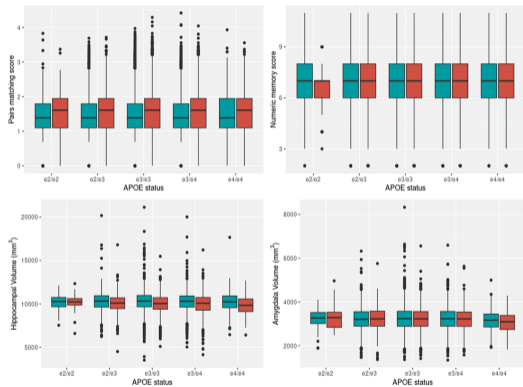 Pairs matching score
4
3
2
1
0
e2/e2 e2/e3 e3/e3 e3/e4 e4/e4
APOE status
Numeric memory score
9
6
3
e2/e2 e2/e3 e3/e3 e3/e4 e4/e4
APOE status
Hippocampal Volume (mm³)
20000
15000
10000
5000
e2/e2 e2/e3 e3/e3 e3/e4 e4/e4
APOE status
Amygdala Volume (mm³)
8000
6000
4000
2000
e2/e2 e2/e3 e3/e3 e3/e4 e4/e4
APOE status